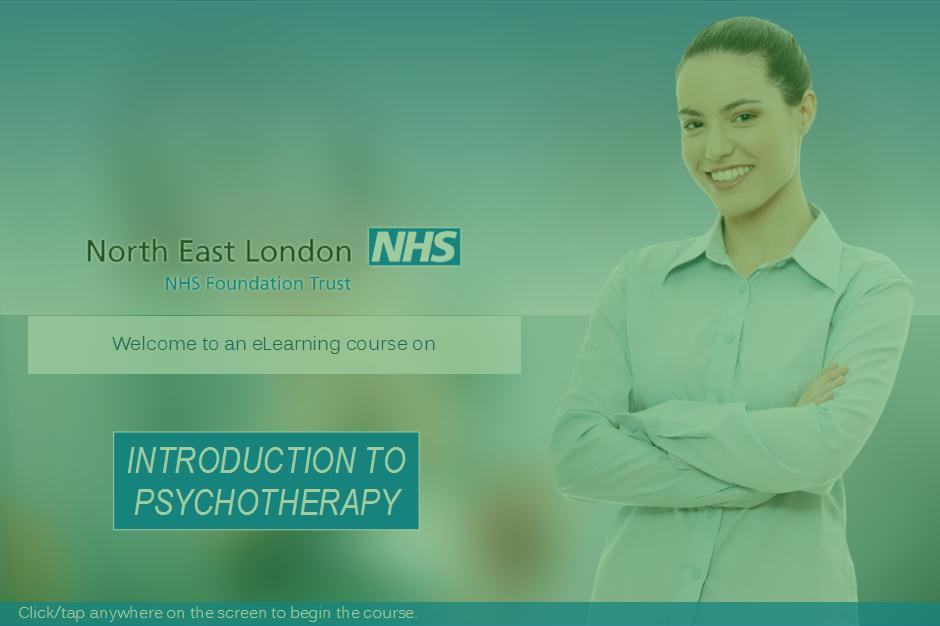 North East London NHS
NHS Foundation Trust
Welcome to an eLearning course on
INTRODUCTION TO
PSYCHOTHERAPY
Click/tap anywhere on the screen to begin the course.